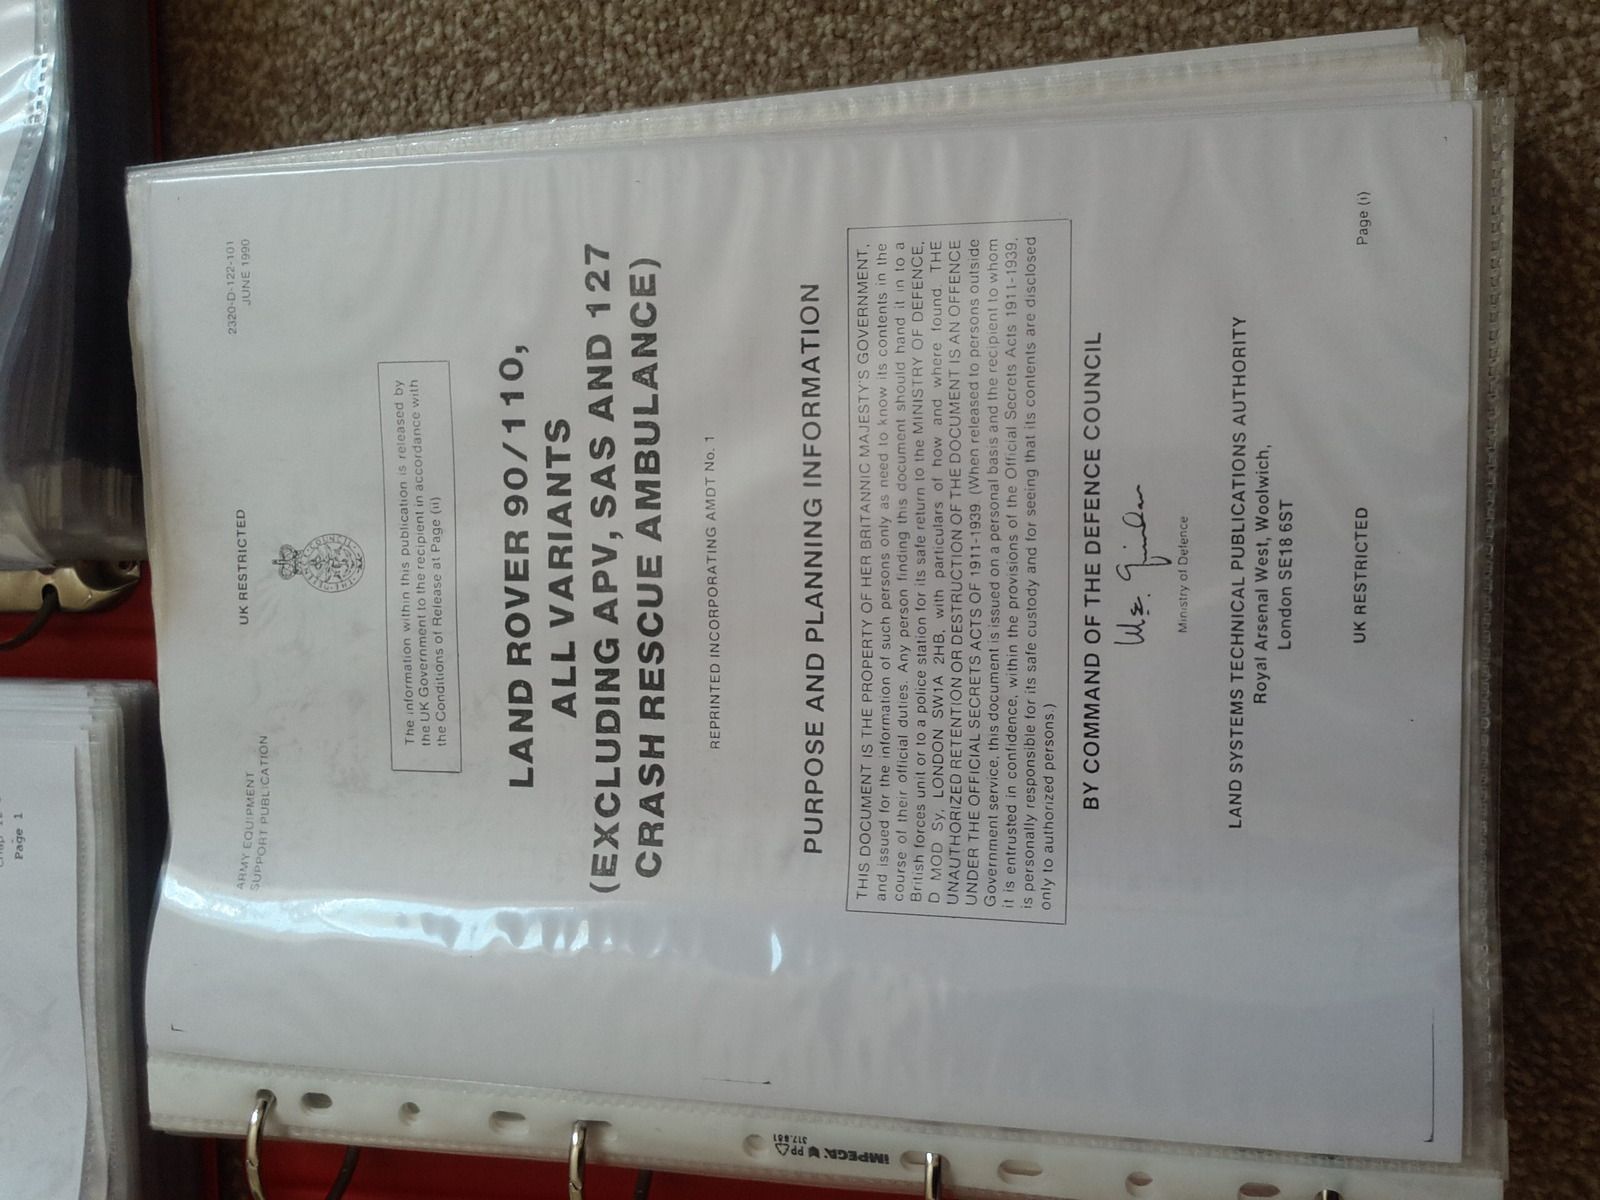 ARMY EQUIPMENT
SUPPORT PUBLICATION
UK RESTRICTED
2320-D-122-101
JUNE 1990
The information within this publication is released by
the UK Government to the recipient in accordance with
the Conditions of Release at Page (ii)
LAND ROVER 90/110,
ALL VARIANTS
(EXCLUDING APV, SAS AND 127
CRASH RESCUE AMBULANCE)
REPRINTED INCORPORATING AMDT No. 1
PURPOSE AND PLANNING INFORMATION
THIS DOCUMENT IS THE PROPERTY OF HER BRITANNIC MAJESTY'S GOVERNMENT,
and issued for the information of such persons only as need to know its contents in the
course of their official duties. Any person finding this document should hand it in to a
British forces unit or to a police station for its safe return to the MINISTRY OF DEFENCE,
D MOD Sy, LONDON SW1A 2HB, with particulars of how and where found. THE
UNAUTHORIZED RETENTION OR DESTRUCTION OF THE DOCUMENT IS AN OFFENCE
UNDER THE OFFICIAL SECRETS ACTS OF 1911-1939. (When released to persons outside
Government service, this document is issued on a personal basis and the recipient to whom
it is entrusted in confidence, within the provisions of the Official Secrets Acts 1911-1939,
is personally responsible for its safe custody and for seeing that its contents are disclosed
only to authorized persons.)
BY COMMAND OF THE DEFENCE COUNCIL
Ministry of Defence
LAND SYSTEMS TECHNICAL PUBLICATIONS AUTHORITY
Royal Arsenal West, Woolwich,
London SE18 6ST
UK RESTRICTED
Page (i)
Page 1
IMPEGA
PP
317.881